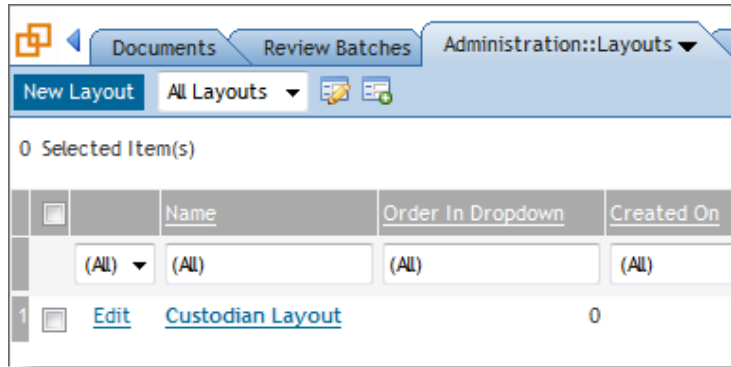 Documents Review Batches Administration::Layouts
New Layout All Layouts
0 Selected Item(s)
Name Order In Dropdown Created On
(All) (All) (All) (All)
1 Edit Custodian Layout 0